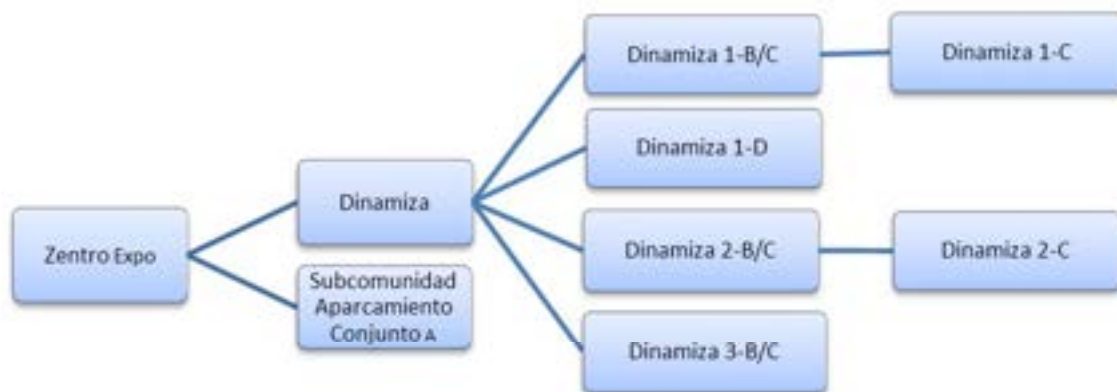 Zentro Expo
Dinamiza
Subcomunidad
Aparcamiento
Conjunto A
Dinamiza 1-B/C
Dinamiza 1-C
Dinamiza 1-D
Dinamiza 2-B/C
Dinamiza 2-C
Dinamiza 3-B/C